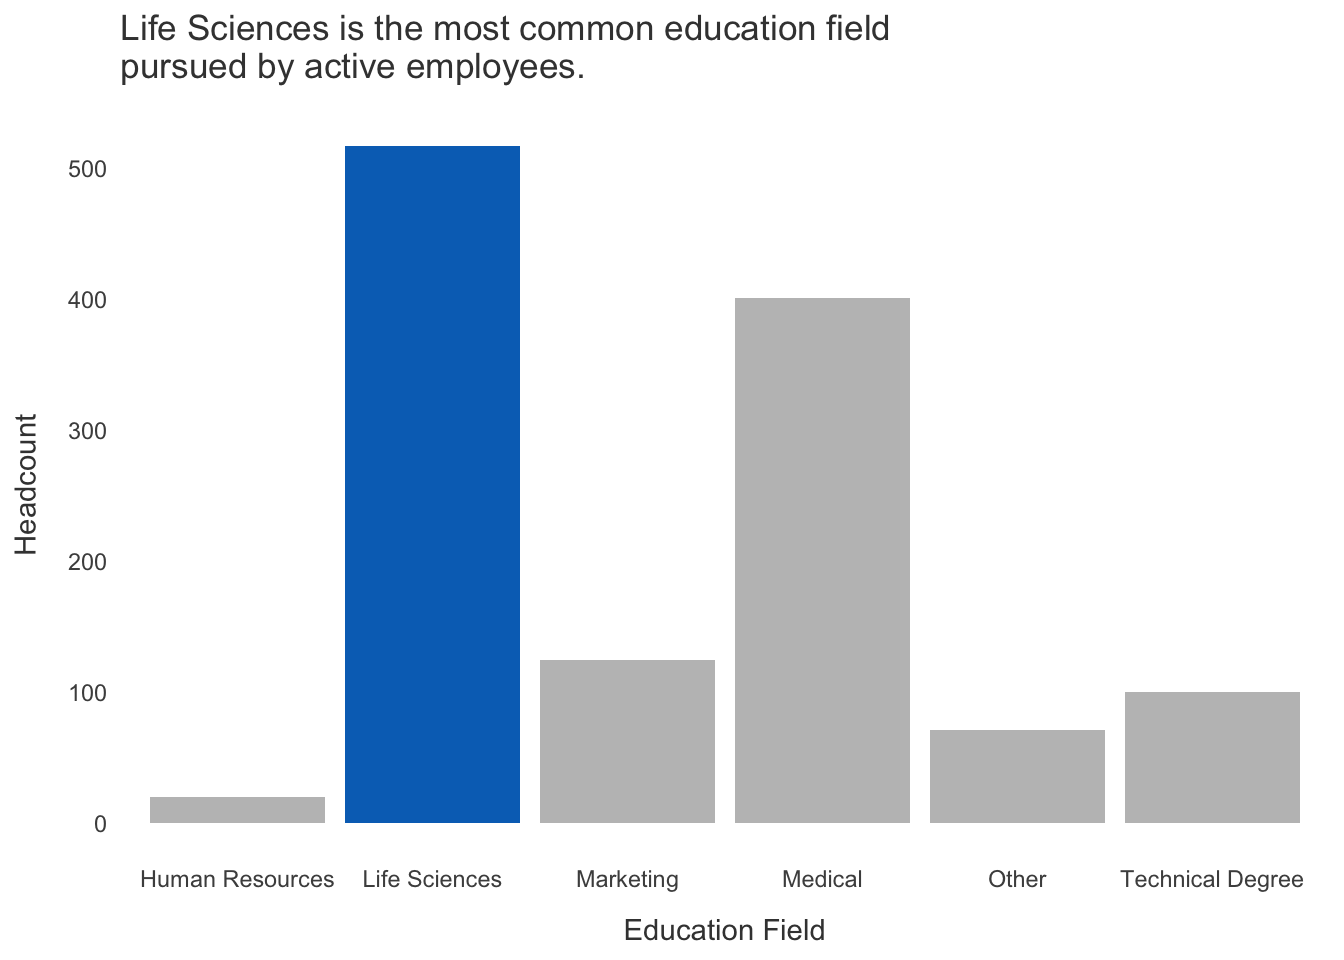 Life Sciences is the most common education field
pursued by active employees.
500
400
300
200
100
0
Headcount
Human Resources
Life Sciences
Marketing
Medical
Other
Technical Degree
Education Field